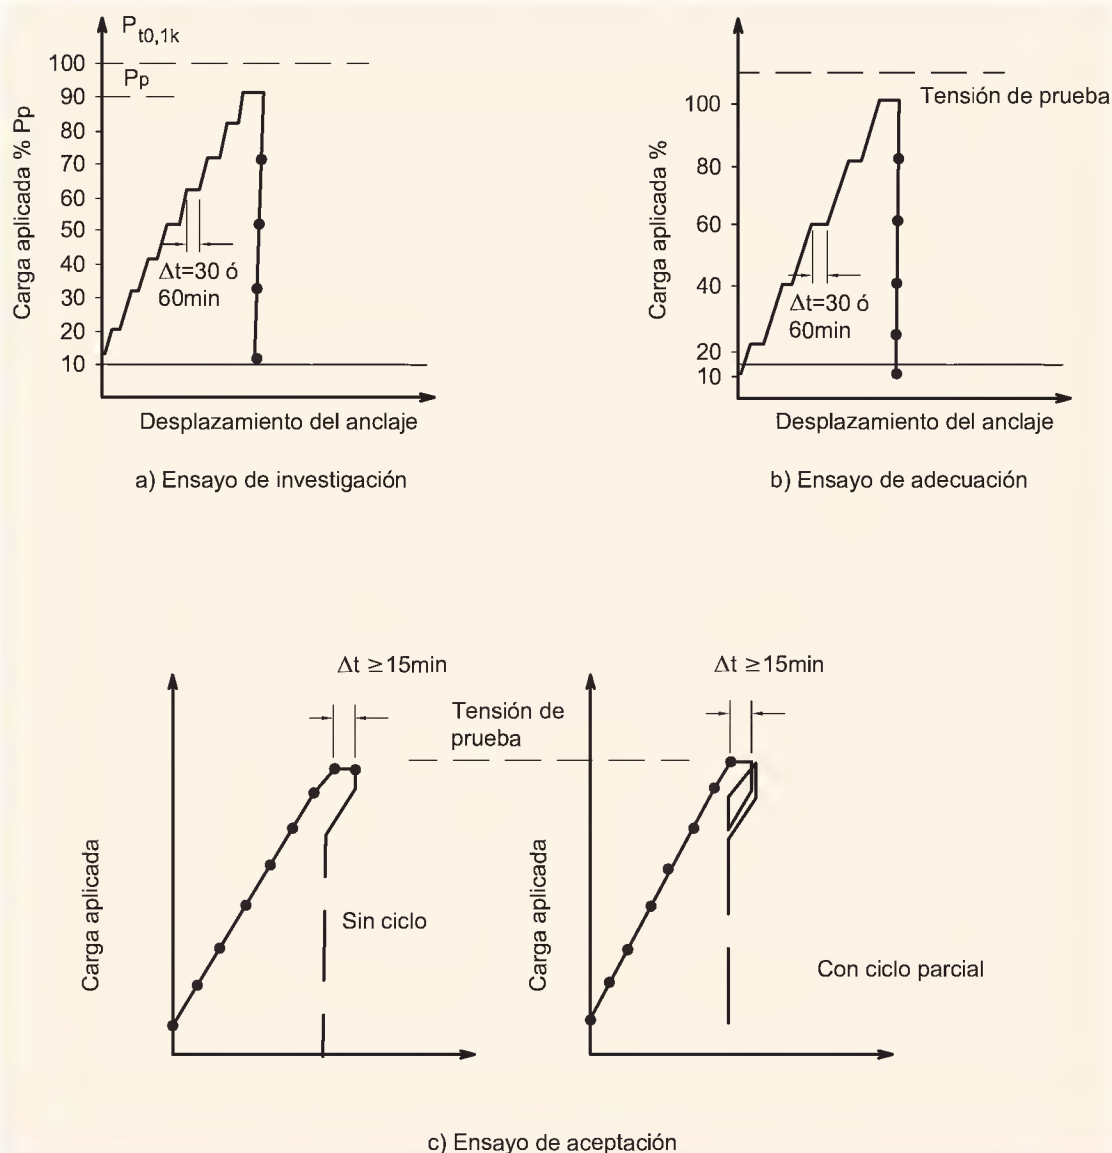 P t0,1k
Pp
100
90
80
70
60
50
40
30
20
10
Carga aplicada % Pp
Δt=30 ó
60min
Desplazamiento del anclaje
a) Ensayo de investigación
Tensión de prueba
100
80
60
40
20
10
Carga aplicada %
Δt=30 ó
60min
Desplazamiento del anclaje
b) Ensayo de adecuación
Δt ≥15min
Tensión de
prueba
Carga aplicada
Sin ciclo
Δt ≥15min
Carga aplicada
Con ciclo parcial
c) Ensayo de aceptación